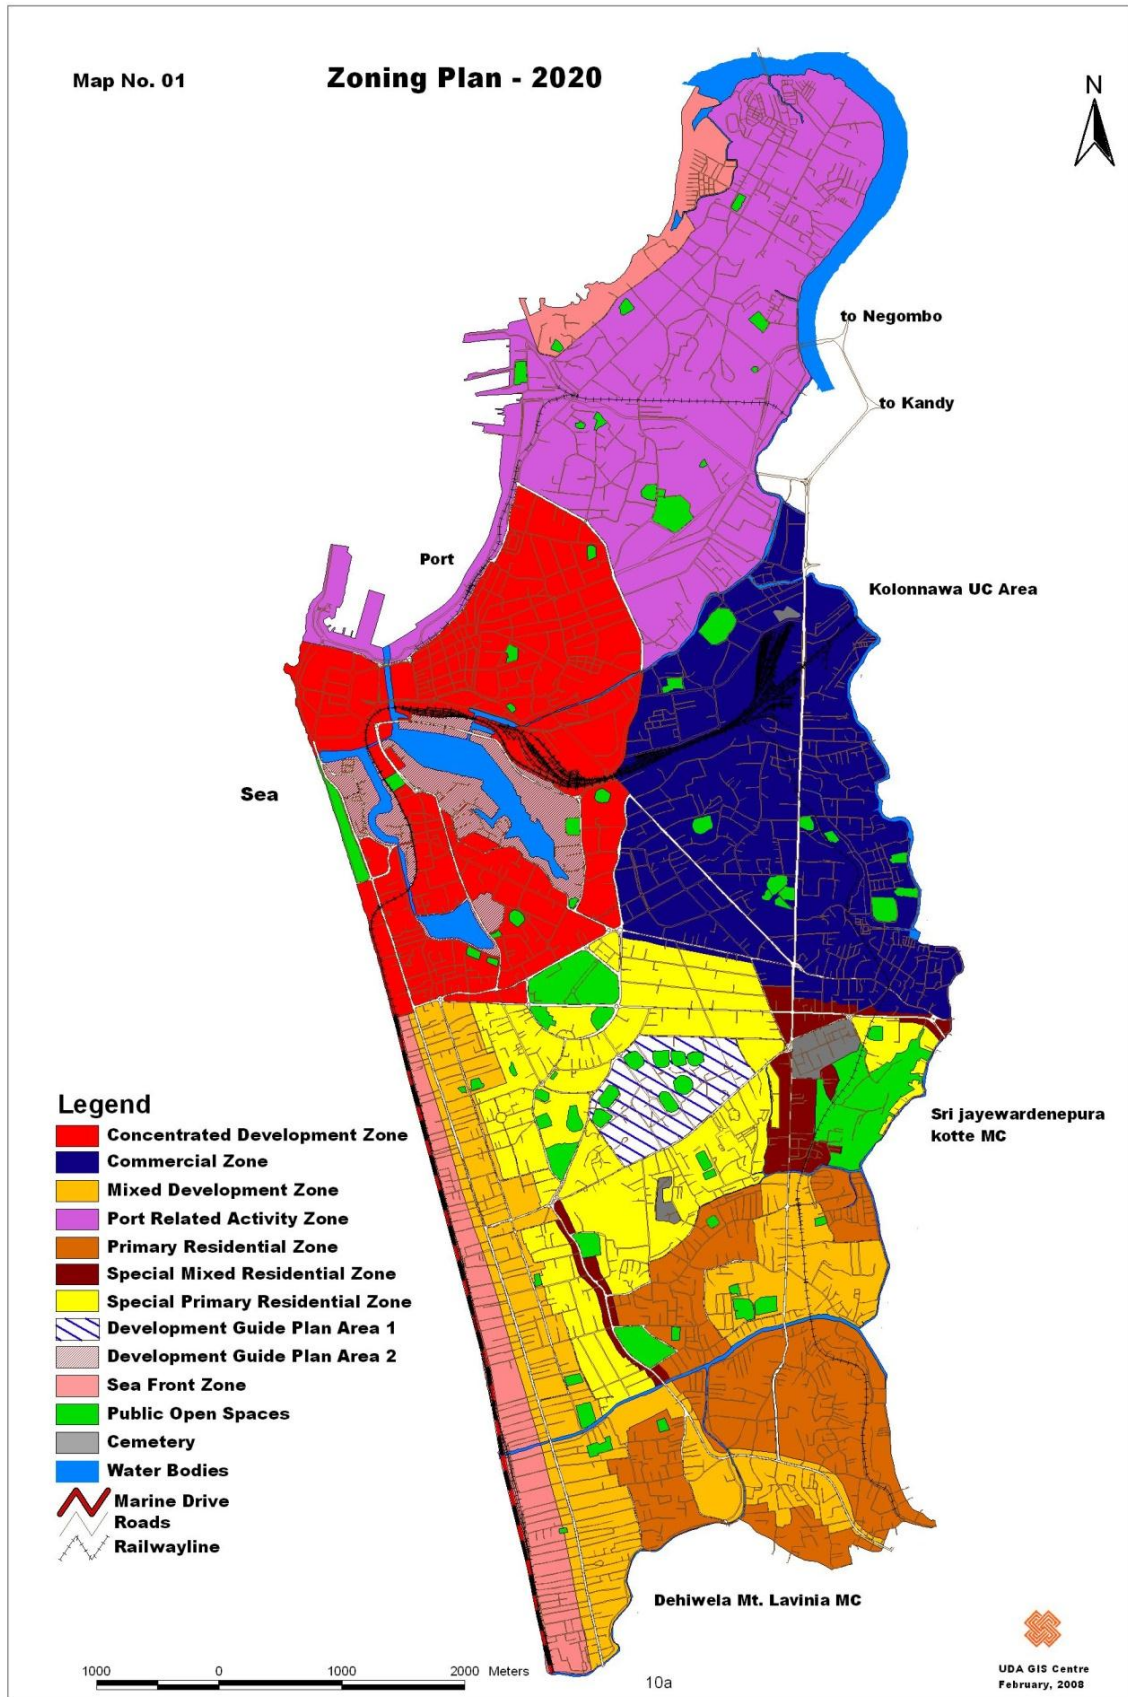 Map No. 01
Zoning Plan - 2020
N
to Negombo
to Kandy
Port
Kolonnawa UC Area
Sea
Sri jayewardenepura
kotte MC
Legend
Concentrated Development Zone
Commercial Zone
Mixed Development Zone
Port Related Activity Zone
Primary Residential Zone
Special Mixed Residential Zone
Special Primary Residential Zone
Development Guide Plan Area 1
Development Guide Plan Area 2
Sea Front Zone
Public Open Spaces
Cemetery
Water Bodies
Marine Drive
Roads
Railwayline
Dehiwela Mt. Lavinia MC
1000 0 1000 2000 Meters
10a
UDA GIS Centre
February, 2008